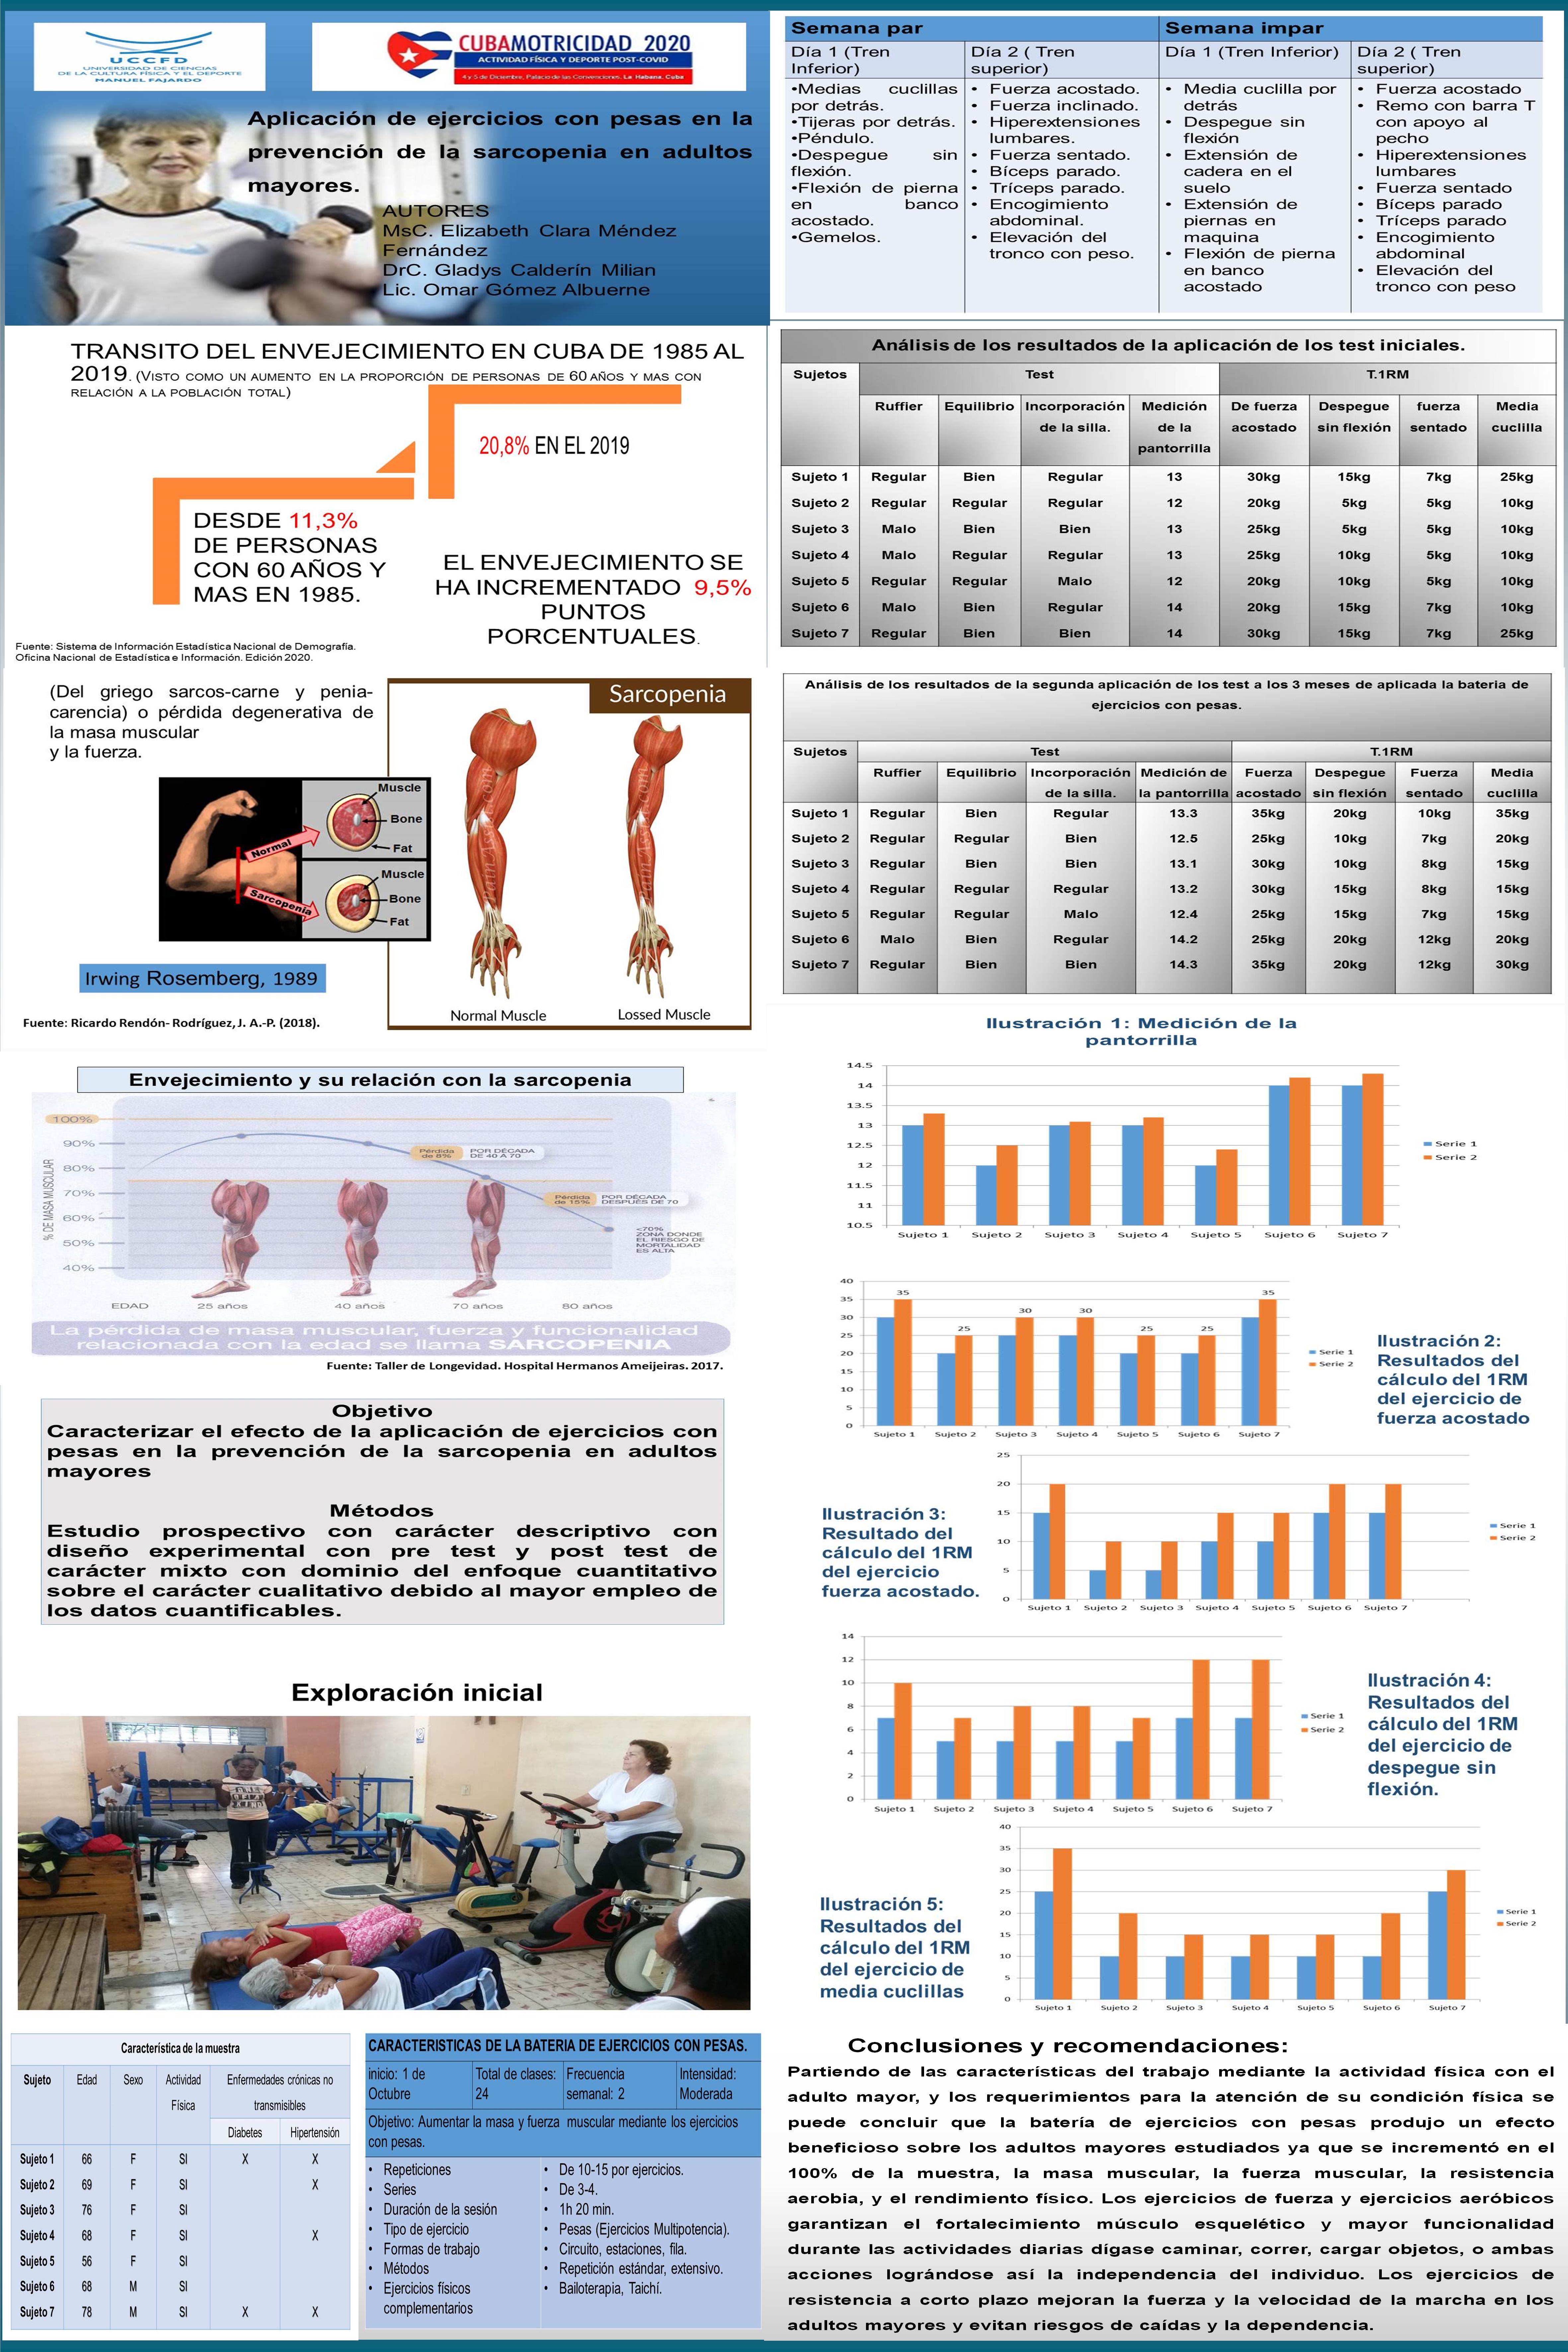 UCCFD
UNIVERSIDAD DE CIENCIAS
DE LA CULTURA FÍSICA Y EL DEPORTE
MANUEL FAJARDO
CUBAMOTRICIDAD 2020
ACTIVIDAD FÍSICA Y DEPORTE POST-COVID
4 y 5 de Diciembre, Palacio de las Convenciones. La Habana. Cuba
Aplicación de ejercicios con pesas en la
prevención de la sarcopenia en adultos
mayores.
AUTORES
MsC. Elizabeth Clara Méndez
Fernández
DrC. Gladys Calderín Milian
Lic. Omar Gómez Albuerne
TRANSITO DEL ENVEJECIMIENTO EN CUBA DE 1985 AL
2019. (VISTO COMO UN AUMENTO EN LA PROPORCIÓN DE PERSONAS DE 60 AÑOS Y MAS CON
RELACIÓN A LA POBLACIÓN TOTAL)
20,8% EN EL 2019
DESDE 11,3%
DE PERSONAS
CON 60 AÑOS Y
MAS EN 1985.
EL ENVEJECIMIENTO SE
HA INCREMENTADO 9,5%
PUNTOS
PORCENTUALES.
Fuente: Sistema de Información Estadística Nacional de Demografía.
Oficina Nacional de Estadística e Información. Edición 2020.
(Del griego sarcos-carne y penia-
carencia) o pérdida degenerativa de
la masa muscular
y la fuerza.
Sarcopenia
Muscle
Bone
Fat
Normal
Muscle
Bone
Fat
Sarcopenia
Irwing Rosemberg, 1989
Normal Muscle
Lossed Muscle
Fuente: Ricardo Rendón- Rodríguez, J. A.-P. (2018).
Envejecimiento y su relación con la sarcopenia
% DE MASA MUSCULAR
100%
90%
80%
70%
60%
50%
40%
Pérdida
de 8%
POR DÉCADA
DE 40 A 70
Pérdida
de 15%
POR DÉCADA
DESPUÉS DE 70
<70%
ZONA DONDE
EL RIESGO DE
MORTALIDAD
ES ALTA
EDAD 25 años 40 años 70 años 80 años
La pérdida de masa muscular, fuerza y funcionalidad
relacionada con la edad se llama SARCOPENIA
Fuente: Taller de Longevidad. Hospital Hermanos Ameijeiras. 2017.
Objetivo
Caracterizar el efecto de la aplicación de ejercicios con
pesas en la prevención de la sarcopenia en adultos
mayores
Métodos
Estudio prospectivo con carácter descriptivo con
diseño experimental con pre test y post test de
carácter mixto con dominio del enfoque cuantitativo
sobre el carácter cualitativo debido al mayor empleo de
los datos cuantificables.
Exploración inicial
Característica de la muestra
Sujeto Edad Sexo Actividad Física Enfermedades crónicas no transmisibles
Diabetes Hipertensión
Sujeto 1 66 F SI X X
Sujeto 2 69 F SI X
Sujeto 3 76 F SI
Sujeto 4 68 F SI X
Sujeto 5 56 F SI
Sujeto 6 68 M SI
Sujeto 7 78 M SI X X
CARACTERISTICAS DE LA BATERIA DE EJERCICIOS CON PESAS.
inicio: 1 de Octubre
Total de clases: 24
Frecuencia semanal: 2
Intensidad: Moderada
Objetivo: Aumentar la masa y fuerza muscular mediante los ejercicios
con pesas.
• Repeticiones
• Series
• Duración de la sesión
• Tipo de ejercicio
• Formas de trabajo
• Métodos
• Ejercicios físicos
complementarios
• De 10-15 por ejercicios.
• De 3-4.
• 1h 20 min.
• Pesas (Ejercicios Multipotencia).
• Circuito, estaciones, fila.
• Repetición estándar, extensivo.
• Bailoterapia, Taichí.
Semana par
Semana impar
Día 1 (Tren
Inferior)
Día 2 ( Tren
superior)
Día 1 (Tren Inferior)
Día 2 ( Tren
superior)
•Medias cuclillas
por detrás.
•Tijeras por detrás.
•Péndulo.
•Despegue sin
flexión.
•Flexión de pierna
en banco
acostado.
•Gemelos.
• Fuerza acostado.
• Fuerza inclinado.
• Hiperextensiones
lumbares.
• Fuerza sentado.
• Bíceps parado.
• Tríceps parado.
• Encogimiento
abdominal.
• Elevación del
tronco con peso.
• Media cuclilla por
detrás
• Despegue sin
flexión
• Extensión de
cadera en el
suelo
• Extensión de
piernas en
maquina
• Flexión de pierna
en banco
acostado
• Fuerza acostado
• Remo con barra T
con apoyo al
pecho
• Hiperextensiones
lumbares
• Fuerza sentado
• Bíceps parado
• Tríceps parado
• Encogimiento
abdominal
• Elevación del
tronco con peso
Análisis de los resultados de la aplicación de los test iniciales.
Sujetos Test T.1RM
Ruffier Equilibrio Incorporación de la silla. Medición de la pantorrilla De fuerza acostado Despegue sin flexión fuerza sentado Media cuclilla
Sujeto 1 Regular Bien Regular 13 30kg 15kg 7kg 25kg
Sujeto 2 Regular Regular Regular 12 20kg 5kg 5kg 10kg
Sujeto 3 Malo Bien Bien 13 25kg 5kg 5kg 10kg
Sujeto 4 Malo Regular Regular 13 25kg 10kg 5kg 10kg
Sujeto 5 Regular Regular Malo 12 20kg 10kg 5kg 10kg
Sujeto 6 Malo Bien Regular 14 20kg 15kg 7kg 10kg
Sujeto 7 Regular Bien Bien 14 30kg 15kg 7kg 25kg
Análisis de los resultados de la segunda aplicación de los test a los 3 meses de aplicada la bateria de
ejercicios con pesas.
Sujetos Test T.1RM
Ruffier Equilibrio Incorporación de la silla. Medición de la pantorrilla Fuerza acostado Despegue sin flexión Fuerza sentado Media cuclilla
Sujeto 1 Regular Bien Regular 13.3 35kg 20kg 10kg 35kg
Sujeto 2 Regular Regular Bien 12.5 25kg 10kg 7kg 20kg
Sujeto 3 Regular Bien Bien 13.1 30kg 10kg 8kg 15kg
Sujeto 4 Regular Regular Regular 13.2 30kg 15kg 8kg 15kg
Sujeto 5 Regular Regular Malo 12.4 25kg 15kg 7kg 15kg
Sujeto 6 Malo Bien Regular 14.2 25kg 20kg 12kg 20kg
Sujeto 7 Regular Bien Bien 14.3 35kg 20kg 12kg 30kg
Ilustración 1: Medición de la
pantorrilla
14.5
14
13.5
13
12.5
12
11.5
11
10.5
Sujeto 1 Sujeto 2 Sujeto 3 Sujeto 4 Sujeto 5 Sujeto 6 Sujeto 7
Serie 1
Serie 2
40
35
30
25
20
15
10
5
0
35 25 30 30 25 25 35
Sujeto 1 Sujeto 2 Sujeto 3 Sujeto 4 Sujeto 5 Sujeto 6 Sujeto 7
Serie 1
Serie 2
Ilustración 2:
Resultados del
cálculo del 1RM
del ejercicio de
fuerza acostado
Ilustración 3:
Resultado del
cálculo del 1RM
del ejercicio
fuerza acostado.
25
20
15
10
5
0
Sujeto 1 Sujeto 2 Sujeto 3 Sujeto 4 Sujeto 5 Sujeto 6 Sujeto 7
Serie 1
Serie 2
14
12
10
8
6
4
2
0
Sujeto 1 Sujeto 2 Sujeto 3 Sujeto 4 Sujeto 5 Sujeto 6 Sujeto 7
Serie 1
Serie 2
Ilustración 4:
Resultados del
cálculo del 1RM
del ejercicio de
despegue sin
flexión.
Ilustración 5:
Resultados del
cálculo del 1RM
del ejercicio de
media cuclillas
40
35
30
25
20
15
10
5
0
Sujeto 1 Sujeto 2 Sujeto 3 Sujeto 4 Sujeto 5 Sujeto 6 Sujeto 7
Serie 1
Serie 2
Conclusiones y recomendaciones:
Partiendo de las características del trabajo mediante la actividad física con el
adulto mayor, y los requerimientos para la atención de su condición física se
puede concluir que la batería de ejercicios con pesas produjo un efecto
beneficioso sobre los adultos mayores estudiados ya que se incrementó en el
100% de la muestra, la masa muscular, la fuerza muscular, la resistencia
aerobia, y el rendimiento físico. Los ejercicios de fuerza y ejercicios aeróbicos
garantizan el fortalecimiento músculo esquelético y mayor funcionalidad
durante las actividades diarias dígase caminar, correr, cargar objetos, o ambas
acciones lográndose así la independencia del individuo. Los ejercicios de
resistencia a corto plazo mejoran la fuerza y la velocidad de la marcha en los
adultos mayores y evitan riesgos de caídas y la dependencia.